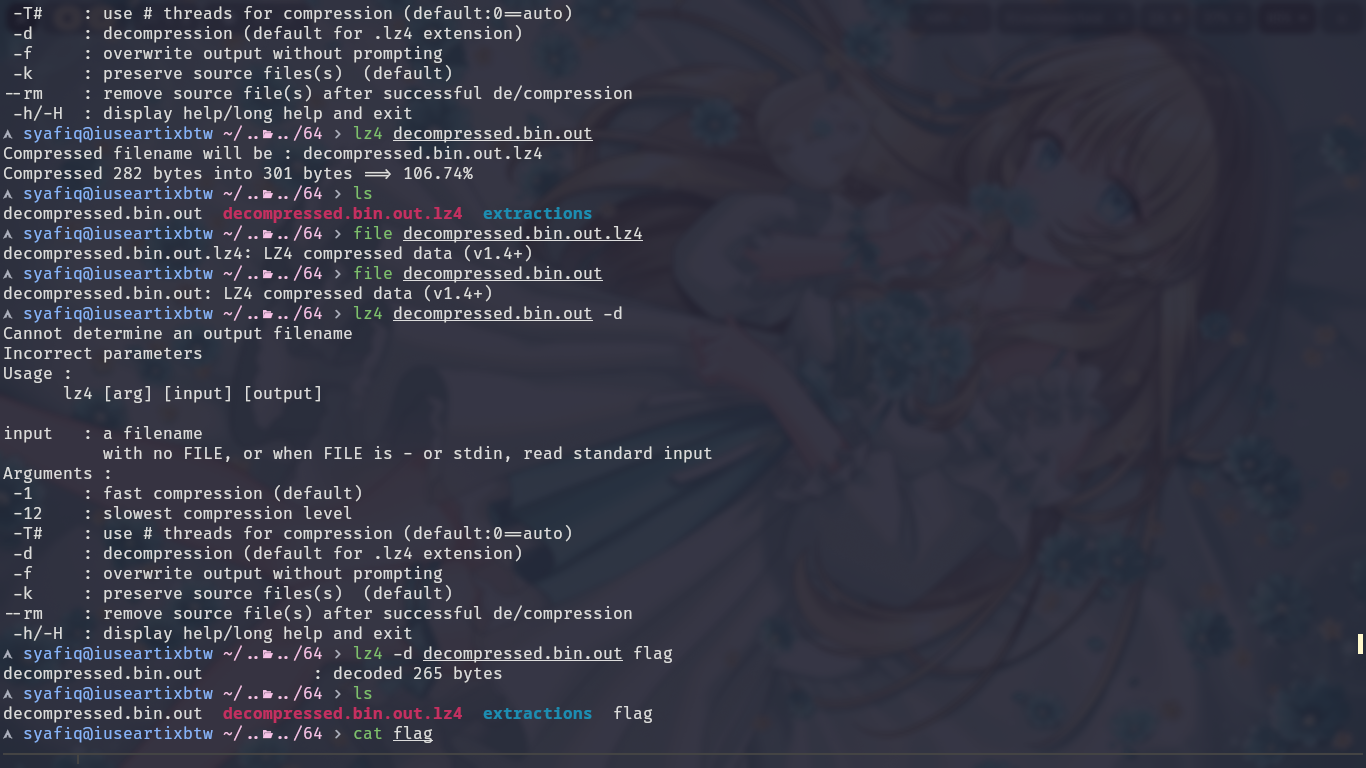 -T#    : use # threads for compression (default:0==auto)
-d     : decompression (default for .lz4 extension)
-f     : overwrite output without prompting
-k     : preserve source files(s)  (default)
--rm    : remove source file(s) after successful de/compression
-h/-H  : display help/long help and exit
syafiq@iuseartixbtw ~/../../64 > lz4 decompressed.bin.out
Compressed filename will be : decompressed.bin.out.lz4
Compressed 282 bytes into 301 bytes ==> 106.74%
syafiq@iuseartixbtw ~/../../64 > ls
decompressed.bin.out  decompressed.bin.out.lz4  extractions
syafiq@iuseartixbtw ~/../../64 > file decompressed.bin.out.lz4
decompressed.bin.out.lz4: LZ4 compressed data (v1.4+)
syafiq@iuseartixbtw ~/../../64 > file decompressed.bin.out
decompressed.bin.out: LZ4 compressed data (v1.4+)
syafiq@iuseartixbtw ~/../../64 > lz4 decompressed.bin.out -d
Cannot determine an output filename
Incorrect parameters
Usage :
      lz4 [arg] [input] [output]
input   : a filename
          with no FILE, or when FILE is - or stdin, read standard input
Arguments :
-1     : fast compression (default)
-12    : slowest compression level
-T#    : use # threads for compression (default:0==auto)
-d     : decompression (default for .lz4 extension)
-f     : overwrite output without prompting
-k     : preserve source files(s)  (default)
--rm    : remove source file(s) after successful de/compression
-h/-H  : display help/long help and exit
syafiq@iuseartixbtw ~/../../64 > lz4 -d decompressed.bin.out flag
decompressed.bin.out           : decoded 265 bytes
syafiq@iuseartixbtw ~/../../64 > ls
decompressed.bin.out  decompressed.bin.out.lz4  extractions  flag
syafiq@iuseartixbtw ~/../../64 > cat flag